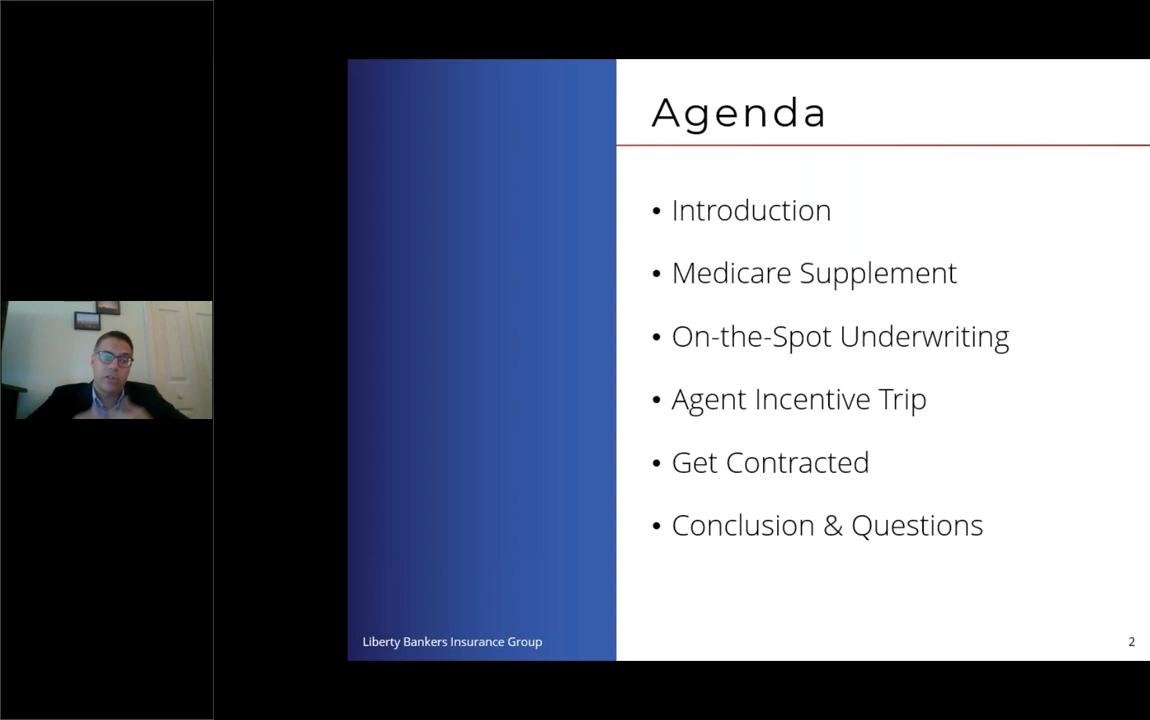 Agenda
• Introduction
• Medicare Supplement
• On-the-Spot Underwriting
• Agent Incentive Trip
• Get Contracted
• Conclusion & Questions
Liberty Bankers Insurance Group
2